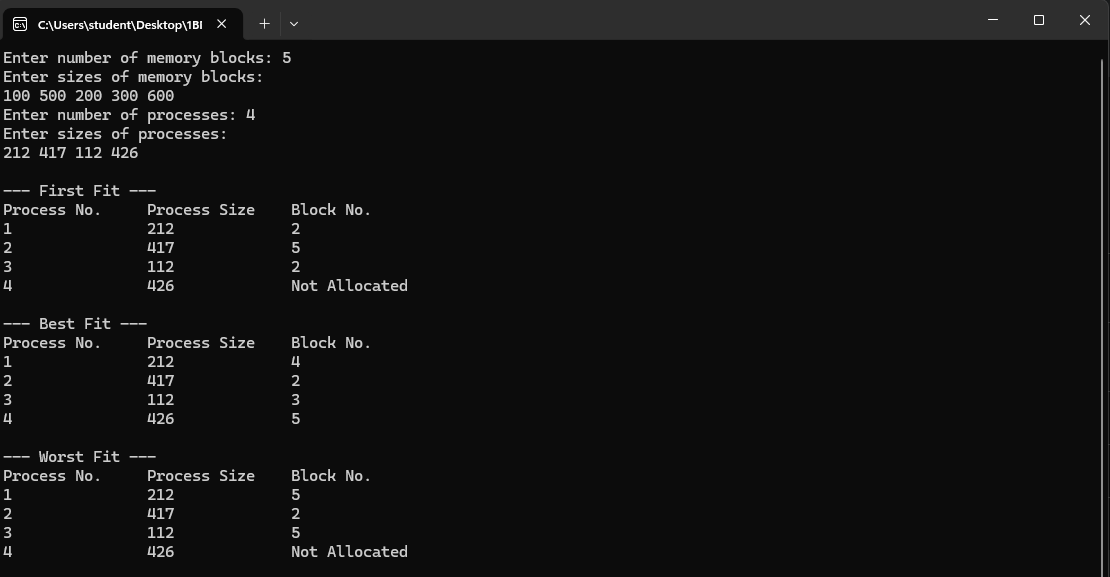 C:\Users\student\Desktop\1BI
Enter number of memory blocks: 5
Enter sizes of memory blocks:
100 500 200 300 600
Enter number of processes: 4
Enter sizes of processes:
212 417 112 426
--- First Fit ---
Process No. Process Size Block No.
1 212 2
2 417 5
3 112 2
4 426 Not Allocated
--- Best Fit ---
Process No. Process Size Block No.
1 212 4
2 417 2
3 112 3
4 426 5
--- Worst Fit ---
Process No. Process Size Block No.
1 212 5
2 417 2
3 112 5
4 426 Not Allocated